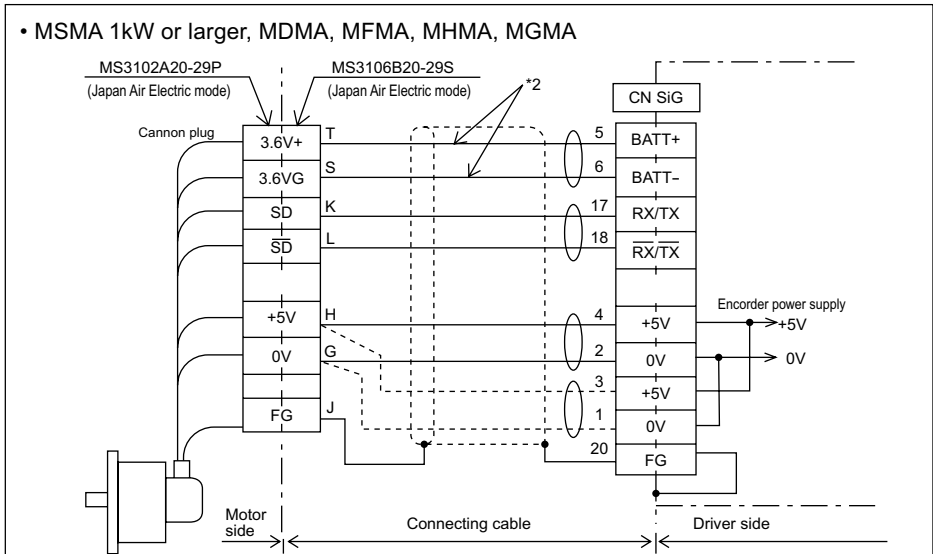 • MSMA 1kW or larger, MDMA, MFMA, MHMA, MGMA
MS3102A20-29P
(Japan Air Electric mode)
MS3106B20-29S
(Japan Air Electric mode)
*2
CN SiG
Cannon plug
3.6V+ T 5 BATT+
3.6VG S 6 BATT–
SD K 17 RX/TX
S̅D̅ L 18 R̅X̅/T̅X̅
Encorder power supply
+5V H 4 +5V +5V
0V G 2 0V 0V
3 +5V
1 0V
FG J 20 FG
Motor
side
Connecting cable
Driver side